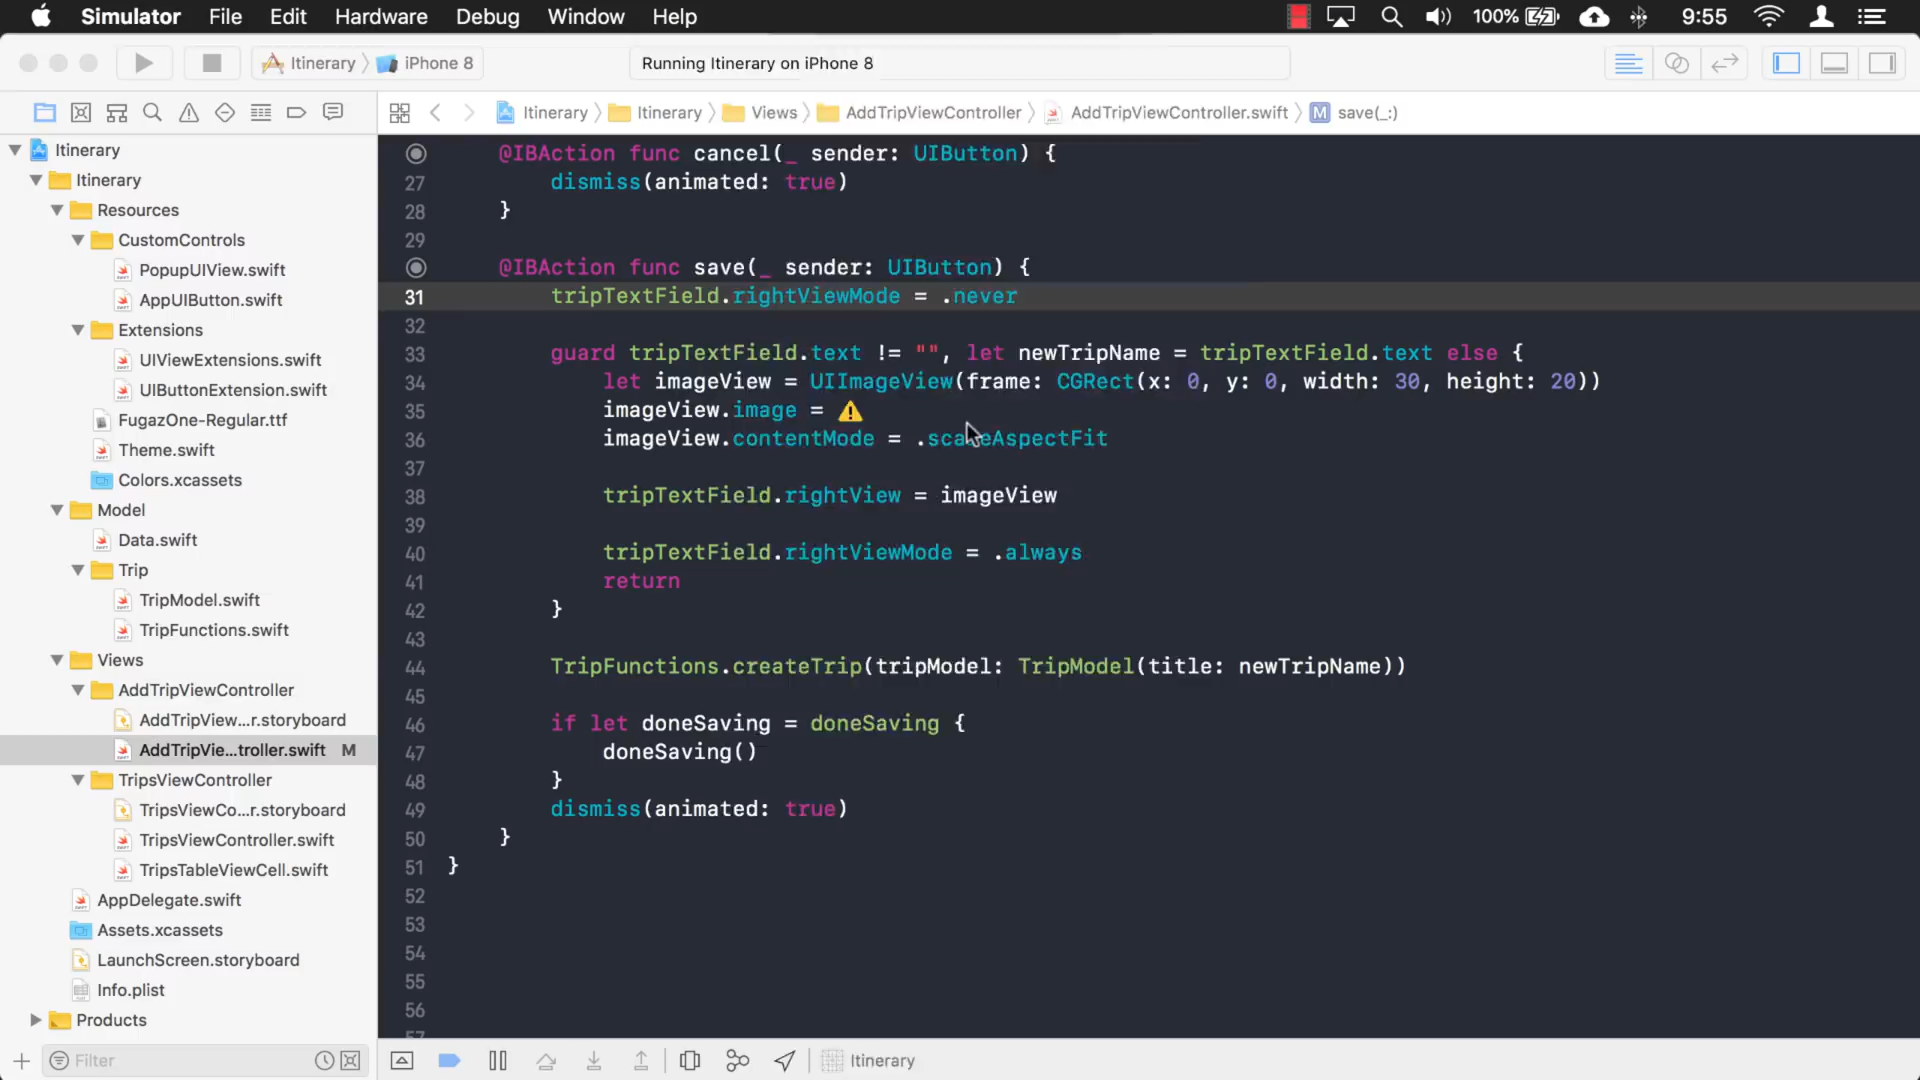 Simulator File Edit Hardware Debug Window Help 100% 9:55
Itinerary iPhone 8 Running Itinerary on iPhone 8
Itinerary Itinerary Views AddTripViewController AddTripViewController.swift M save(_:)
Itinerary
Itinerary
Resources
CustomControls
PopupUIView.swift
AppUIButton.swift
Extensions
UIViewExtensions.swift
UIButtonExtension.swift
FugazOne-Regular.ttf
Theme.swift
Colors.xcassets
Model
Data.swift
Trip
TripModel.swift
TripFunctions.swift
Views
AddTripViewController
AddTripView...r.storyboard
AddTripVie...troller.swift M
TripsViewController
TripsViewCo...r.storyboard
TripsViewController.swift
TripsTableViewCell.swift
AppDelegate.swift
Assets.xcassets
LaunchScreen.storyboard
Info.plist
Products
Filter
@IBAction func cancel(_ sender: UIButton) {
27 dismiss(animated: true)
28 }
29
@IBAction func save(_ sender: UIButton) {
31 tripTextField.rightViewMode = .never
32
33 guard tripTextField.text != "", let newTripName = tripTextField.text else {
34 let imageView = UIImageView(frame: CGRect(x: 0, y: 0, width: 30, height: 20))
35 imageView.image =
36 imageView.contentMode = .scaleAspectFit
37
38 tripTextField.rightView = imageView
39
40 tripTextField.rightViewMode = .always
41 return
42 }
43
44 TripFunctions.createTrip(tripModel: TripModel(title: newTripName))
45
46 if let doneSaving = doneSaving {
47 doneSaving()
48 }
49 dismiss(animated: true)
50 }
51 }
52
53
54
55
56
57
Itinerary